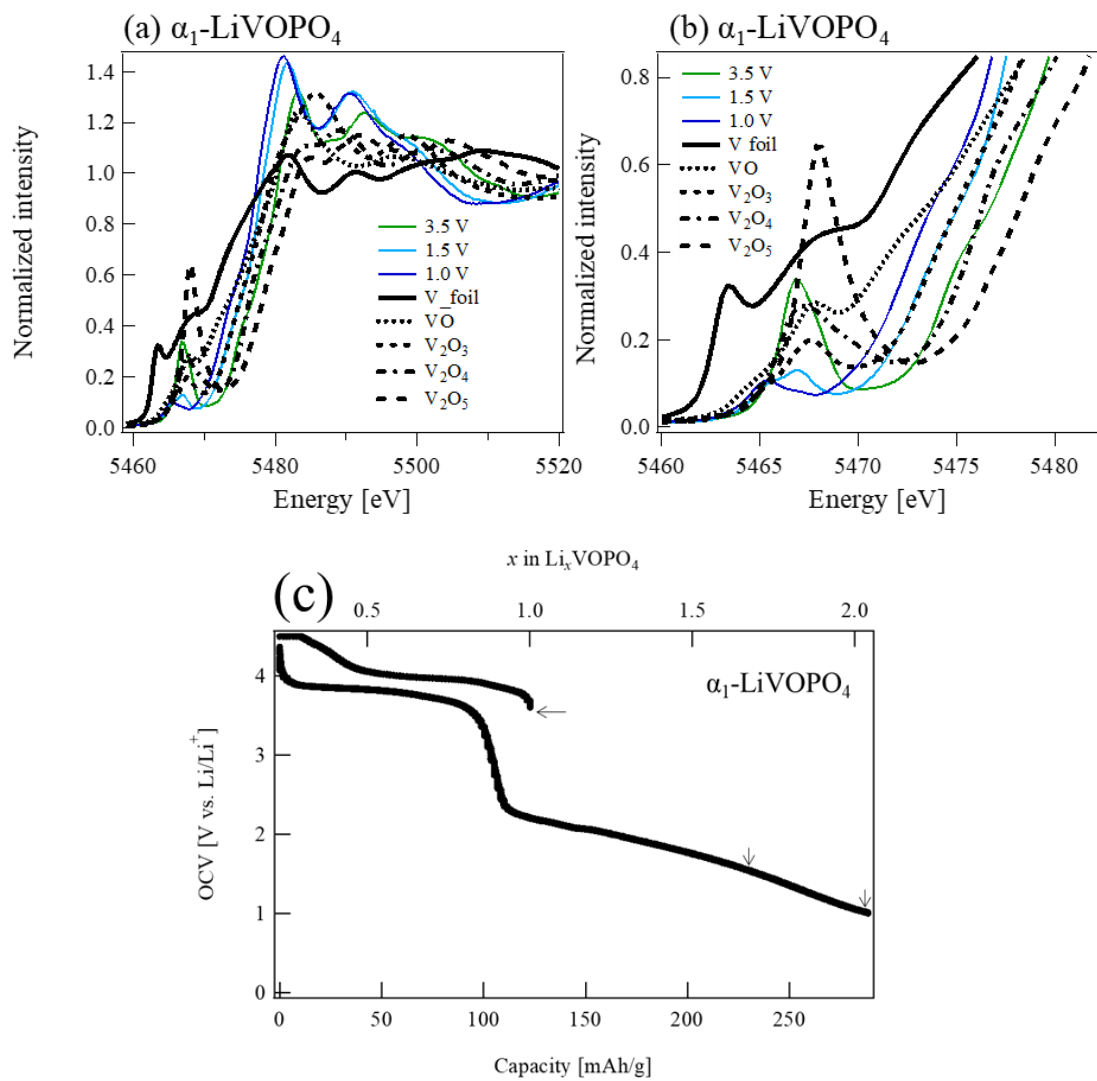 (a) α₁-LiVOPO₄
Normalized intensity
1.4
1.2
1.0
0.8
0.6
0.4
0.2
0.0
3.5 V
1.5 V
1.0 V
V_foil
VO
V₂O₃
V₂O₄
V₂O₅
5460 5480 5500 5520
Energy [eV]
(b) α₁-LiVOPO₄
Normalized intensity
0.8
0.6
0.4
0.2
0.0
3.5 V
1.5 V
1.0 V
V foil
VO
V₂O₃
V₂O₄
V₂O₅
5460 5465 5470 5475 5480
Energy [eV]
x in LiₓVOPO₄
(c) 0.5 1.0 1.5 2.0
α₁-LiVOPO₄
OCV [V vs. Li/Li⁺]
4
3
2
1
0
0 50 100 150 200 250
Capacity [mAh/g]